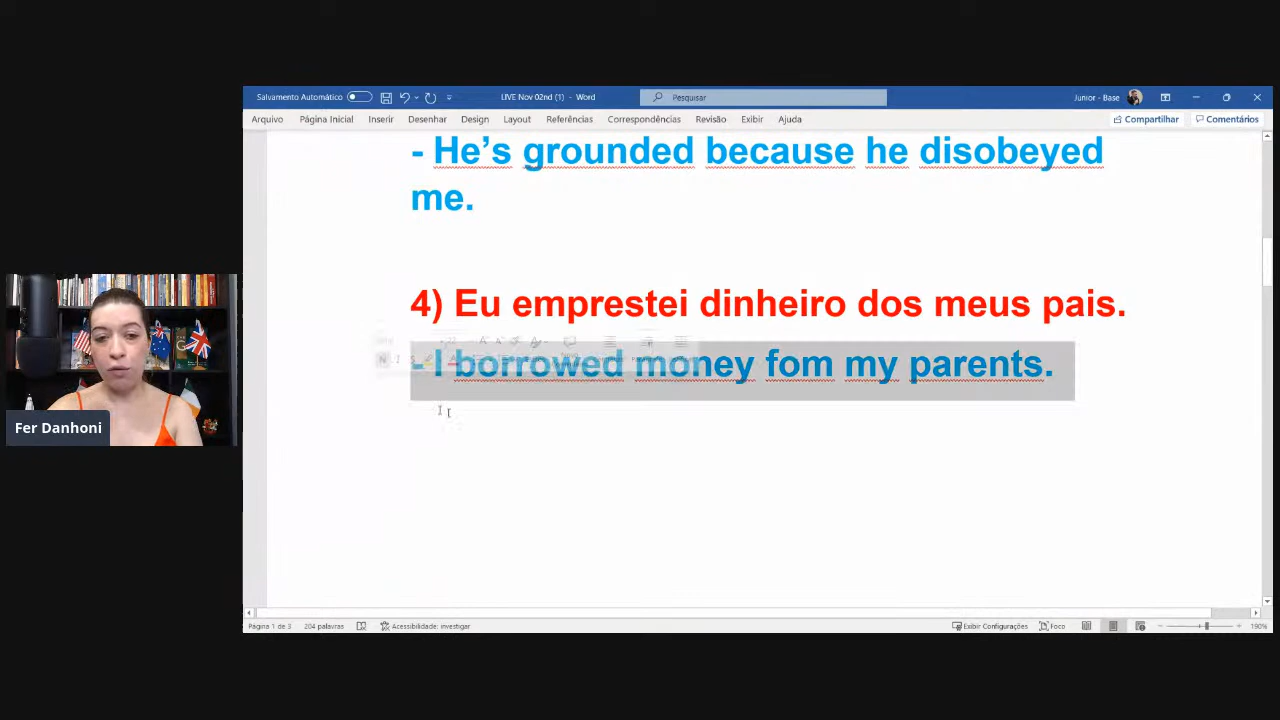 Salvamento Automático
LIVE Nov 02nd (1) - Word
Pesquisar
Junior - Base
Arquivo Página Inicial Inserir Desenhar Design Layout Referências Correspondências Revisão Exibir Ajuda
Compartilhar Comentários
- He’s grounded because he disobeyed
me.
4) Eu emprestei dinheiro dos meus pais.
- I borrowed money fom my parents.
Fer Danhoni
Página 1 de 3 204 palavras Acessibilidade: investigar
Exibir Configurações Foco 190%